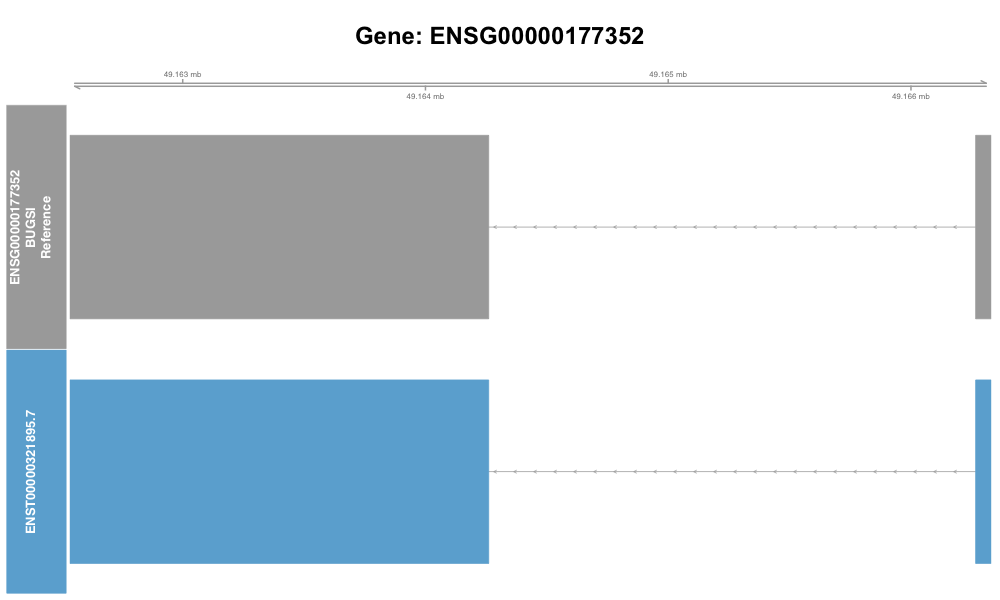 Gene: ENSG00000177352
49.163 mb
49.165 mb
49.164 mb
49.166 mb
ENSG00000177352
BUGSI
Reference
ENST00000321895.7